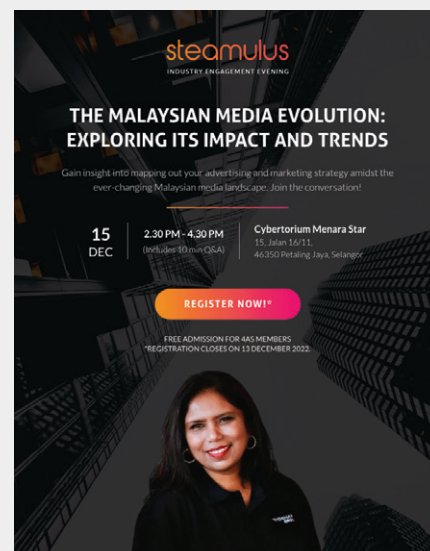 steamulus
INDUSTRY ENGAGEMENT EVENING
THE MALAYSIAN MEDIA EVOLUTION:
EXPLORING ITS IMPACT AND TRENDS
Gain insight into mapping out your advertising and marketing strategy amidst the
ever-changing Malaysian media landscape. Join the conversation!
15
DEC
2.30 PM - 4.30 PM
(Includes 10 min Q&A)
Cybertorium Menara Star
15, Jalan 16/11,
46350 Petaling Jaya, Selangor
REGISTER NOW!*
FREE ADMISSION FOR 4AS MEMBERS
*REGISTRATION CLOSES ON 13 DECEMBER 2022.